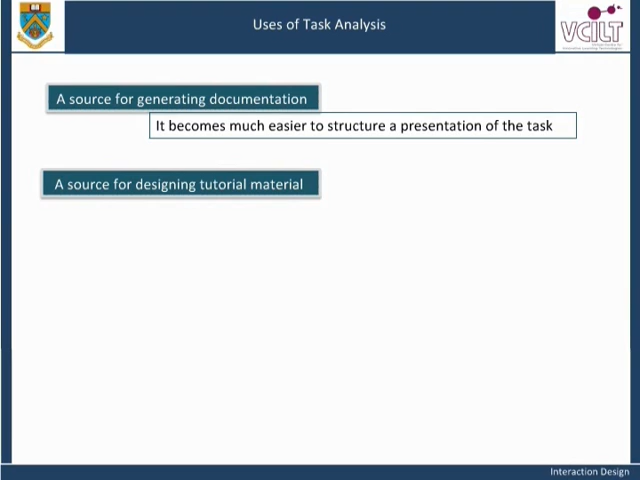 Uses of Task Analysis
VCILT
A source for generating documentation
It becomes much easier to structure a presentation of the task
A source for designing tutorial material
Interaction Design